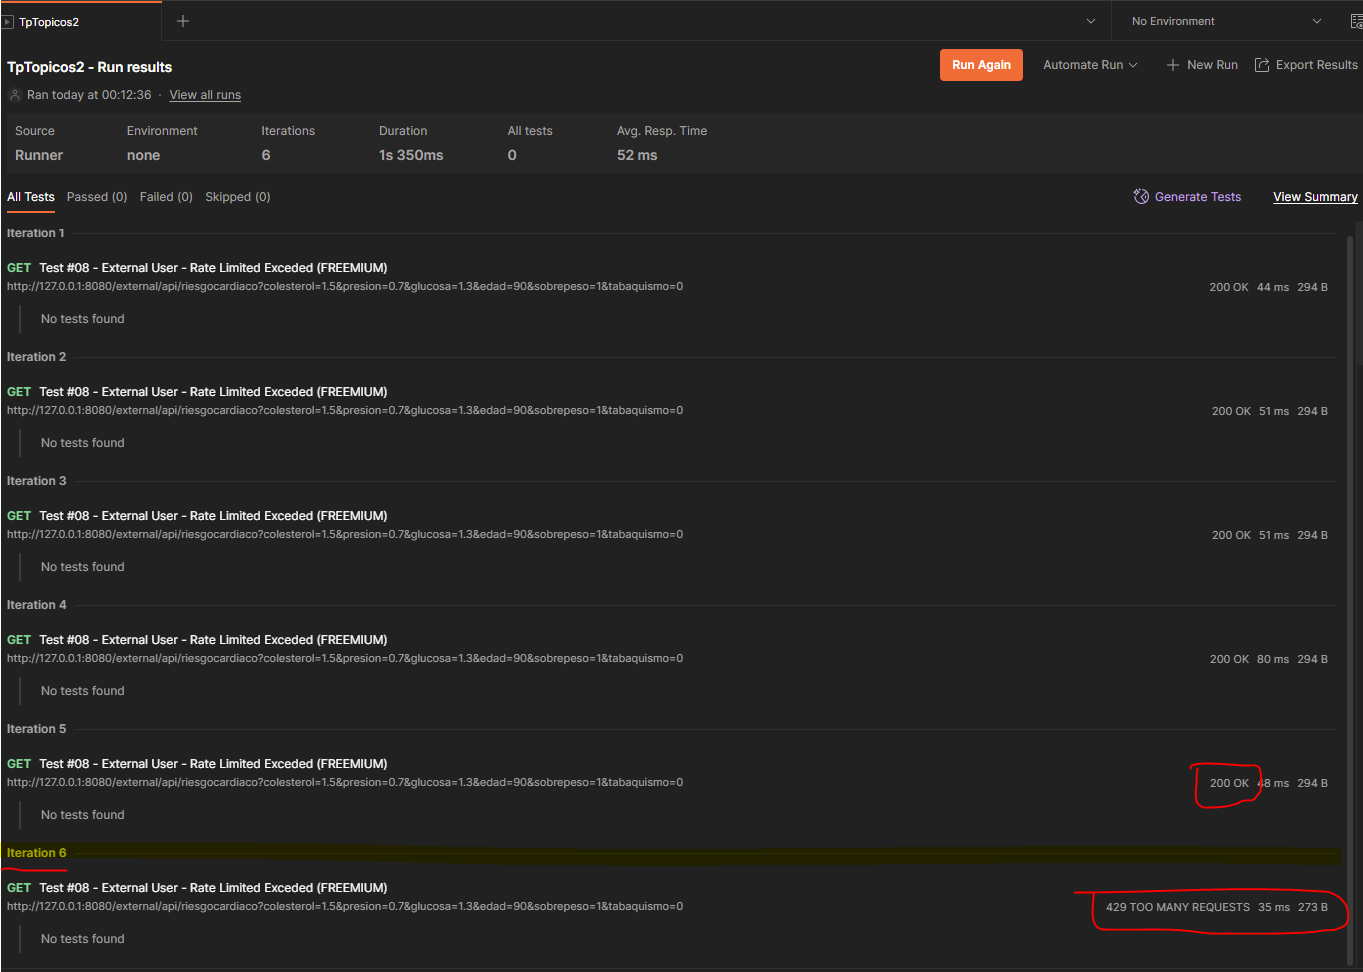 TpTopicos2
No Environment
TpTopicos2 - Run results
Run Again
Automate Run
New Run
Export Results
Ran today at 00:12:36 · View all runs
Source Environment Iterations Duration All tests Avg. Resp. Time
Runner none 6 1s 350ms 0 52 ms
All Tests Passed (0) Failed (0) Skipped (0)
Generate Tests
View Summary
Iteration 1
GET Test #08 - External User - Rate Limited Exceded (FREEMIUM)
http://127.0.0.1:8080/external/api/riesgocardiaco?colesterol=1.5&presion=0.7&glucosa=1.3&edad=90&sobrepeso=1&tabaquismo=0
200 OK 44 ms 294 B
No tests found
Iteration 2
GET Test #08 - External User - Rate Limited Exceded (FREEMIUM)
http://127.0.0.1:8080/external/api/riesgocardiaco?colesterol=1.5&presion=0.7&glucosa=1.3&edad=90&sobrepeso=1&tabaquismo=0
200 OK 51 ms 294 B
No tests found
Iteration 3
GET Test #08 - External User - Rate Limited Exceded (FREEMIUM)
http://127.0.0.1:8080/external/api/riesgocardiaco?colesterol=1.5&presion=0.7&glucosa=1.3&edad=90&sobrepeso=1&tabaquismo=0
200 OK 51 ms 294 B
No tests found
Iteration 4
GET Test #08 - External User - Rate Limited Exceded (FREEMIUM)
http://127.0.0.1:8080/external/api/riesgocardiaco?colesterol=1.5&presion=0.7&glucosa=1.3&edad=90&sobrepeso=1&tabaquismo=0
200 OK 80 ms 294 B
No tests found
Iteration 5
GET Test #08 - External User - Rate Limited Exceded (FREEMIUM)
http://127.0.0.1:8080/external/api/riesgocardiaco?colesterol=1.5&presion=0.7&glucosa=1.3&edad=90&sobrepeso=1&tabaquismo=0
200 OK 48 ms 294 B
No tests found
Iteration 6
GET Test #08 - External User - Rate Limited Exceded (FREEMIUM)
http://127.0.0.1:8080/external/api/riesgocardiaco?colesterol=1.5&presion=0.7&glucosa=1.3&edad=90&sobrepeso=1&tabaquismo=0
429 TOO MANY REQUESTS 35 ms 273 B
No tests found